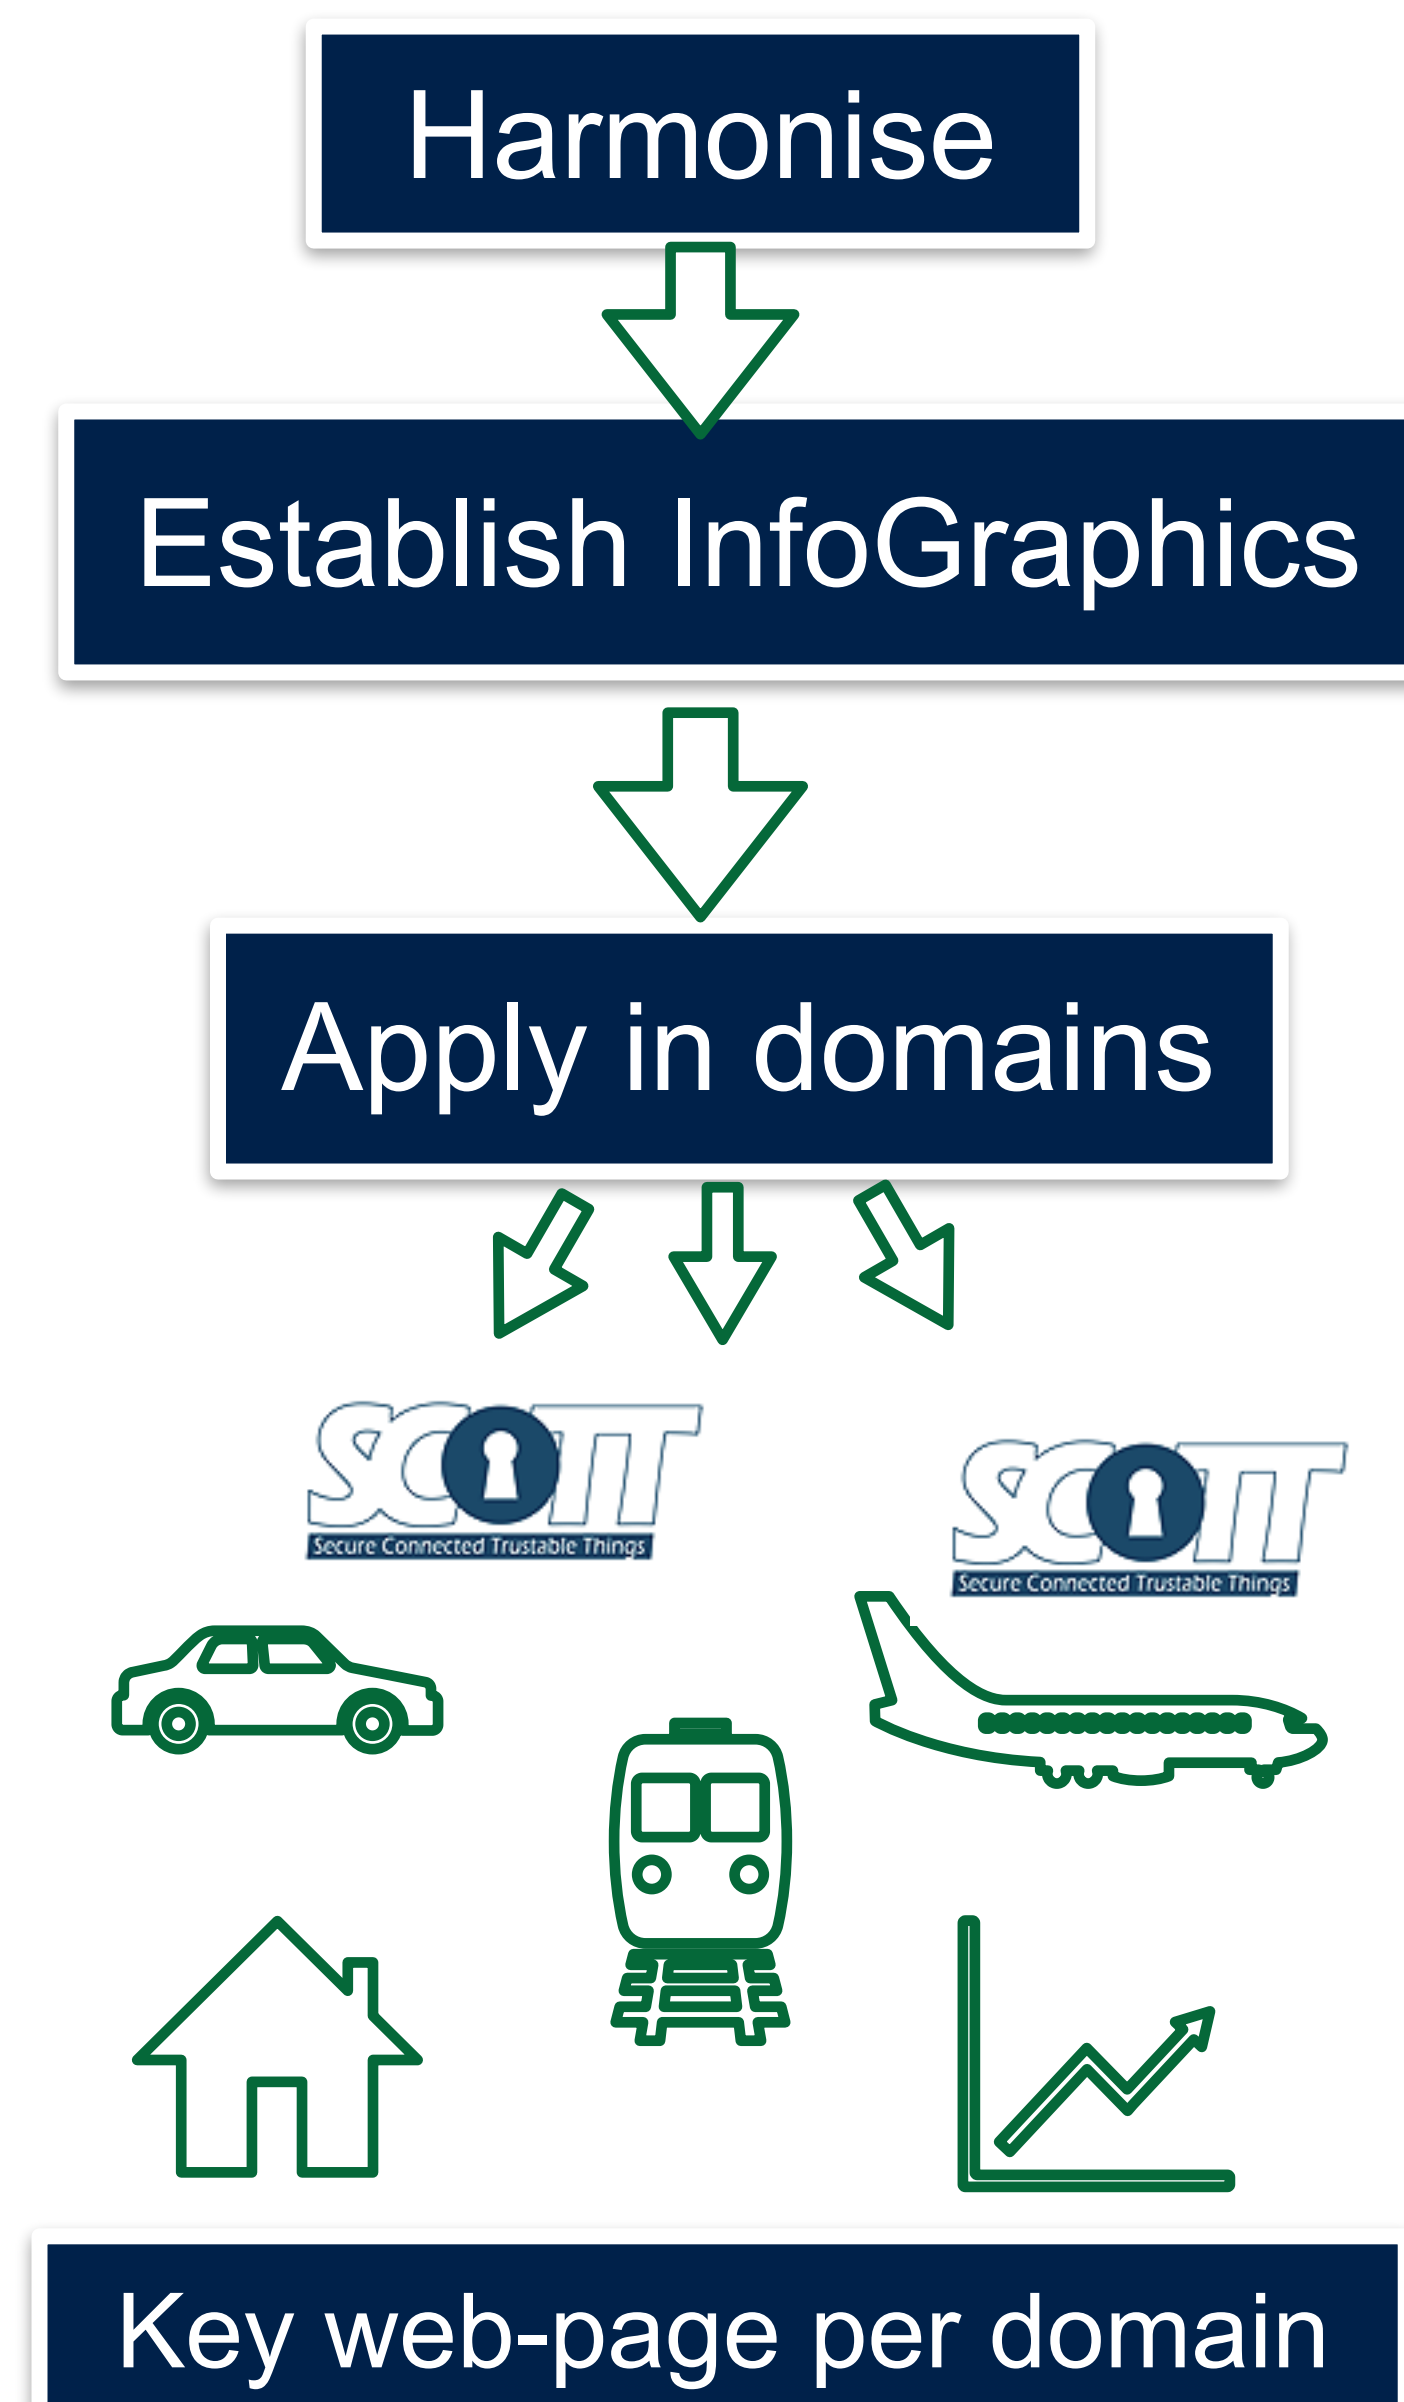 Harmonise
Establish InfoGraphics
Apply in domains
SCOTT
Secure Connected Trustable Things
SCOTT
Secure Connected Trustable Things
Key web-page per domain